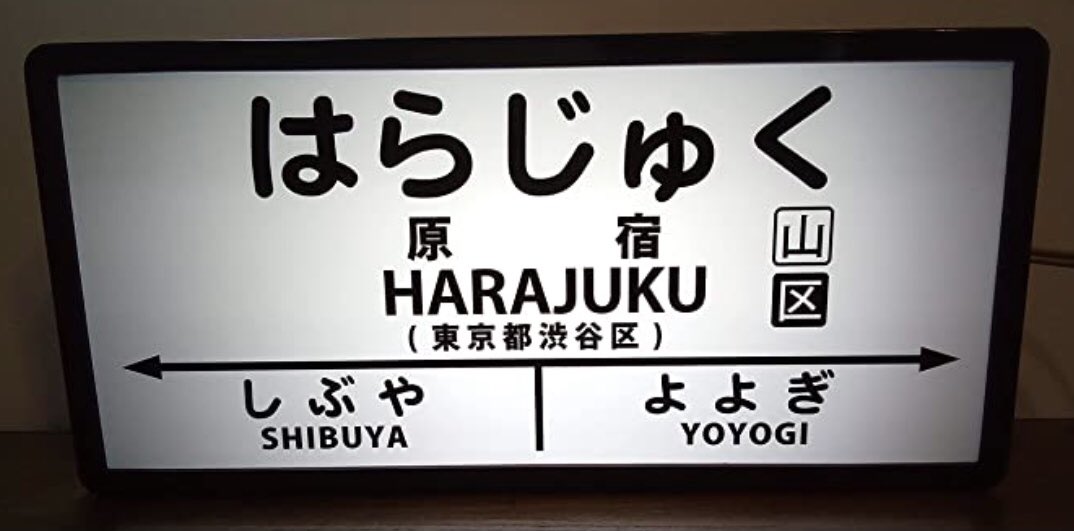 はらじゅく
原宿
山
HARAJUKU
区
(東京都渋谷区)
しぶや
よよぎ
SHIBUYA
YOYOGI